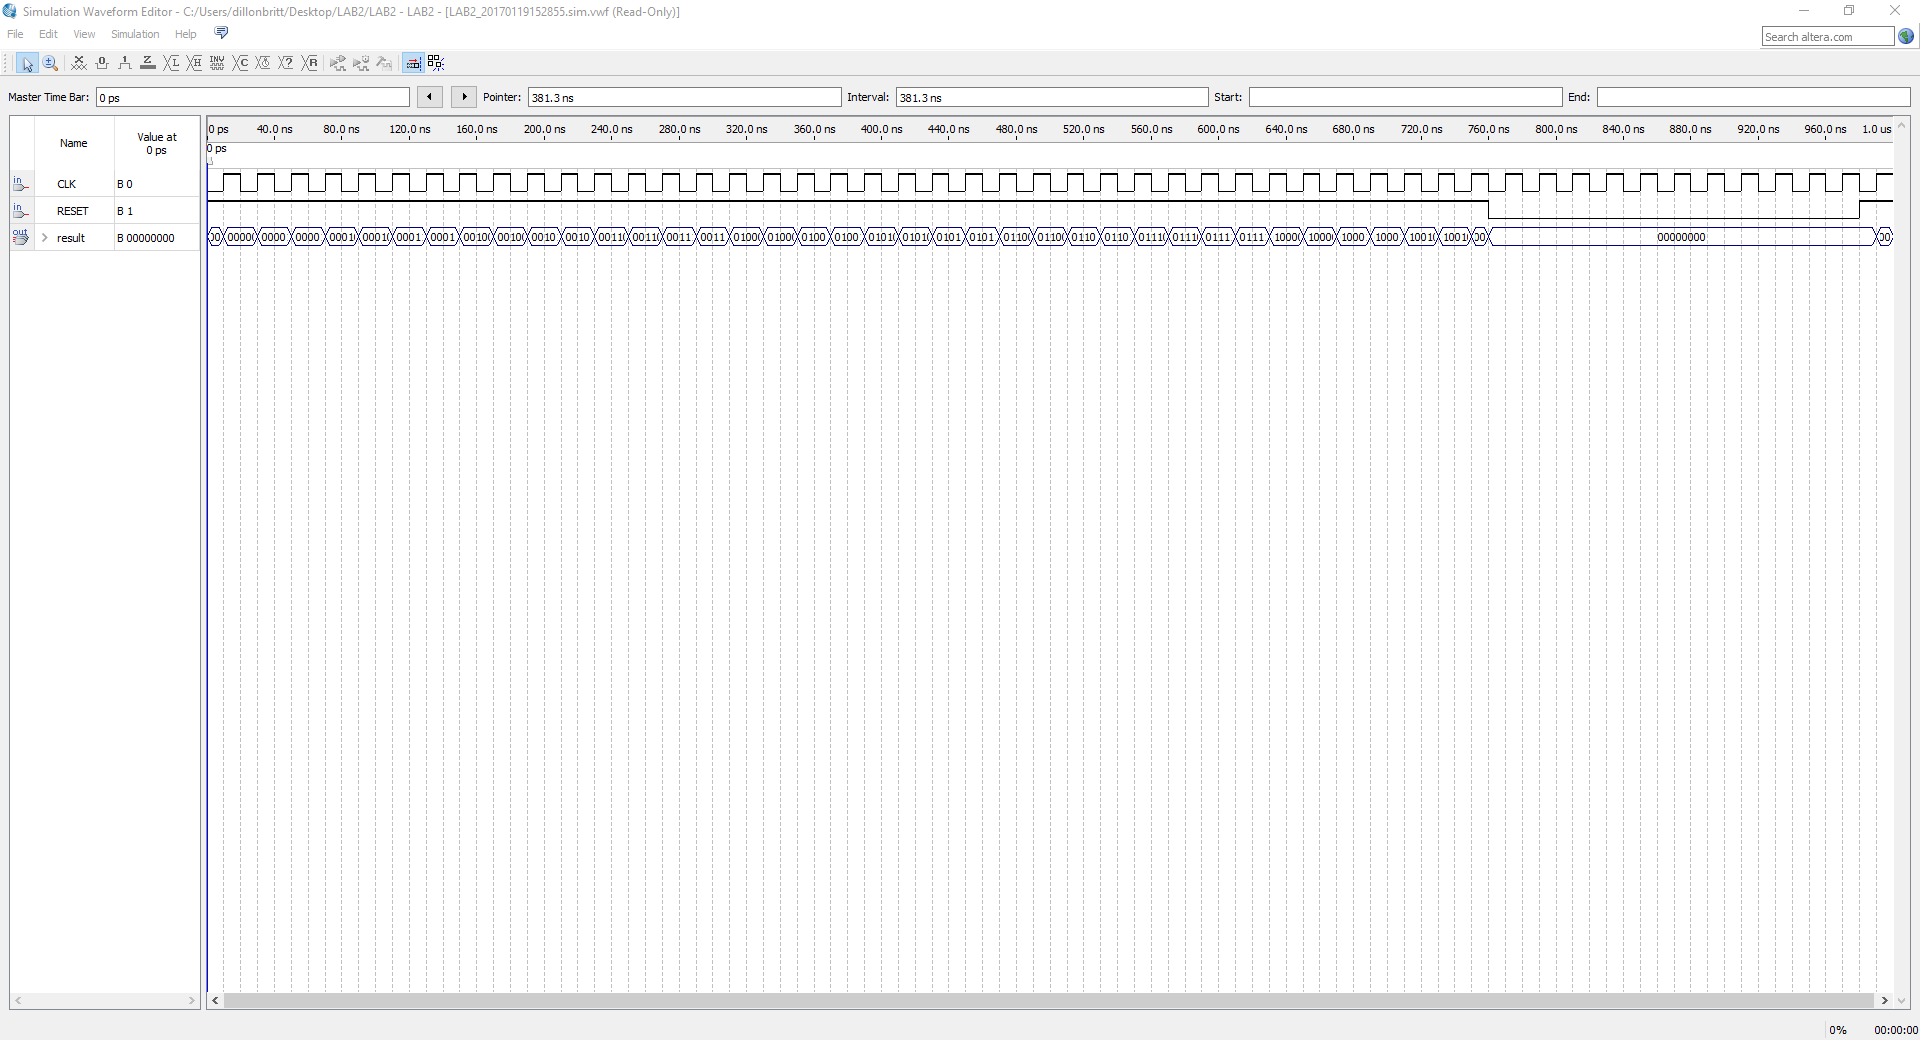 Simulation Waveform Editor - C:/Users/dillonbritt/Desktop/LAB2/LAB2 - LAB2 - [LAB2_20170119152855.sim.vwf (Read-Only)]
File Edit View Simulation Help
Search altera.com
Master Time Bar: 0 ps Pointer: 381.3 ns Interval: 381.3 ns Start: End:
Name Value at 0 ps
0 ps 40.0 ns 80.0 ns 120.0 ns 160.0 ns 200.0 ns 240.0 ns 280.0 ns 320.0 ns 360.0 ns 400.0 ns 440.0 ns 480.0 ns 520.0 ns 560.0 ns 600.0 ns 640.0 ns 680.0 ns 720.0 ns 760.0 ns 800.0 ns 840.0 ns 880.0 ns 920.0 ns 960.0 ns 1.0 us
0 ps
in CLK B 0
in RESET B 1
out result B 00000000 00 0000 0000 0000 0001 0001 0001 0001 0010 0010 0010 0010 0011 0011 0011 0011 0100 0100 0100 0100 0101 0101 0101 0101 0110 0110 0110 0110 0111 0111 0111 0111 1000 1000 1000 1000 1001 1001 00 00000000 00
0% 00:00:00